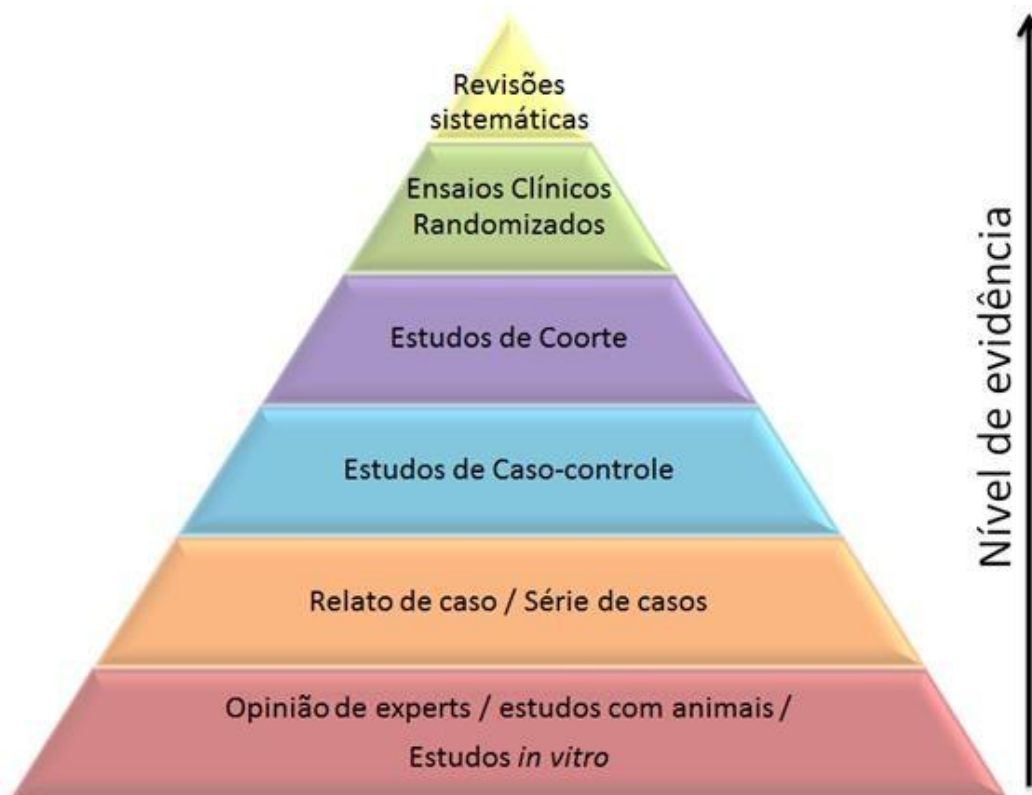 Revisões
sistemáticas
Ensaios Clínicos
Randomizados
Estudos de Coorte
Estudos de Caso-controle
Relato de caso / Série de casos
Opinião de experts / estudos com animais /
Estudos in vitro
Nível de evidência